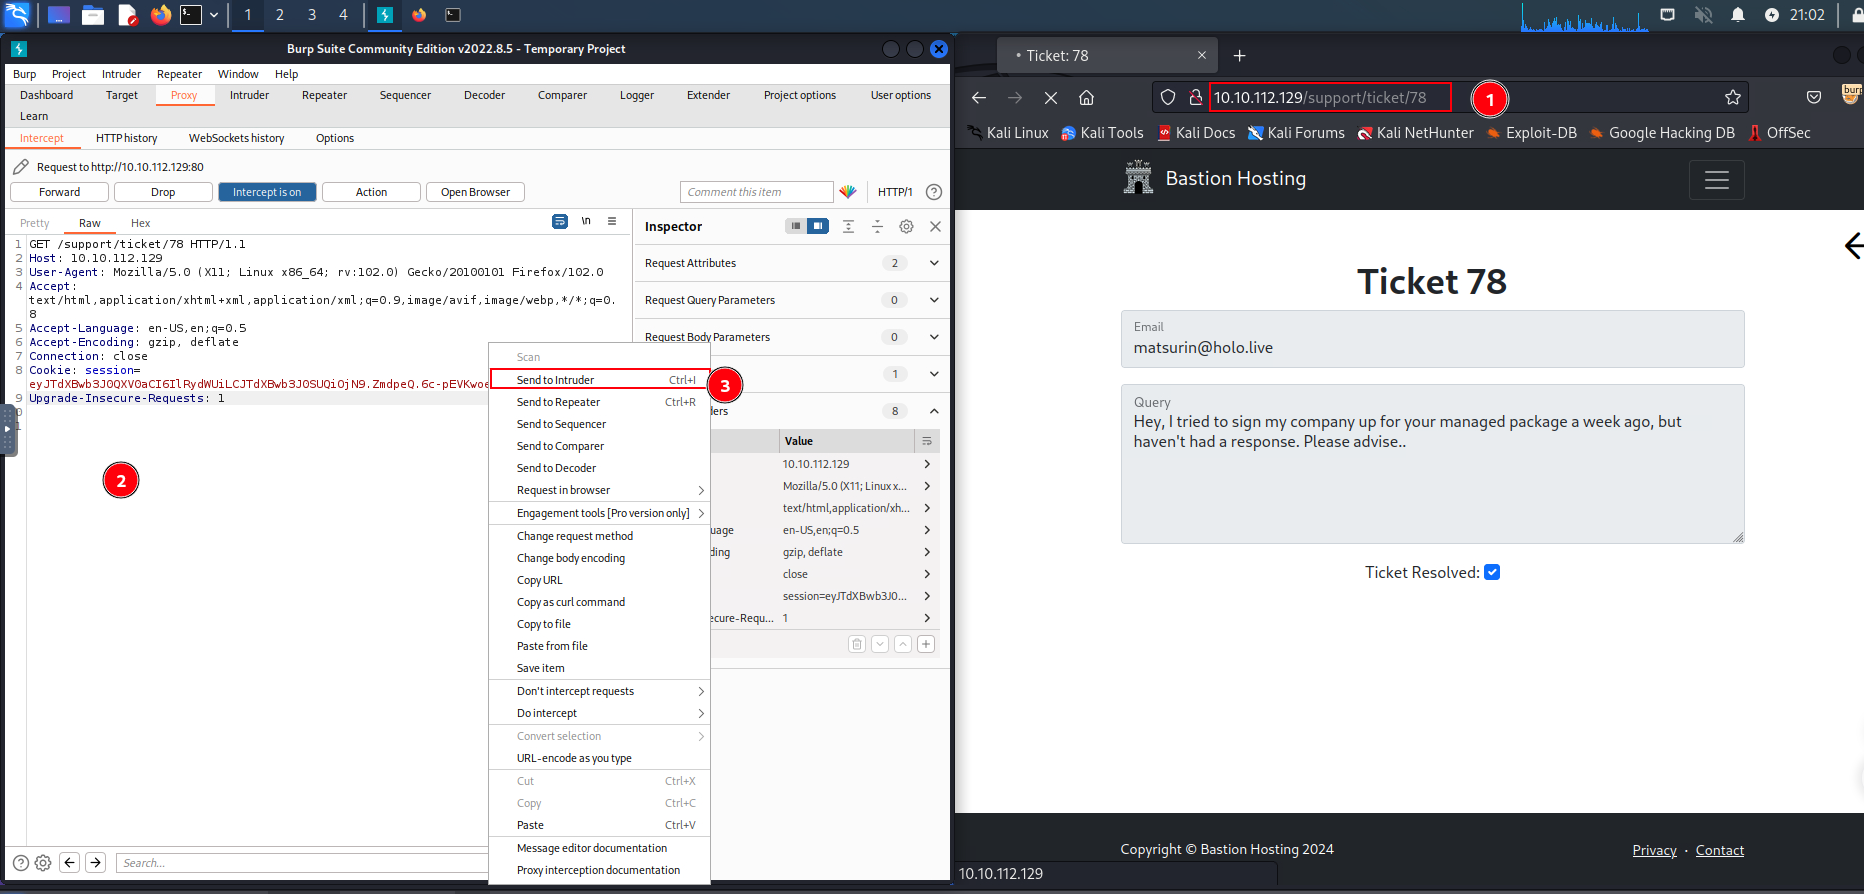 1
2
3
4
21:02
Burp Suite Community Edition v2022.8.5 - Temporary Project
Burp Project Intruder Repeater Window Help
Dashboard Target Proxy Intruder Repeater Sequencer Decoder Comparer Logger Extender Project options User options
Learn
Intercept HTTP history WebSockets history Options
Request to http://10.10.112.129:80
Forward Drop Intercept is on Action Open Browser Comment this item HTTP/1 ?
Pretty Raw Hex \n
1 GET /support/ticket/78 HTTP/1.1
2 Host: 10.10.112.129
3 User-Agent: Mozilla/5.0 (X11; Linux x86_64; rv:102.0) Gecko/20100101 Firefox/102.0
4 Accept:
text/html,application/xhtml+xml,application/xml;q=0.9,image/avif,image/webp,*/*;q=0.
8
5 Accept-Language: en-US,en;q=0.5
6 Accept-Encoding: gzip, deflate
7 Connection: close
8 Cookie: session=
eyJTdXBwb3J0QXV0aCI6IlRydWUiLCJTdXBwb3J0SUQiOjN9.ZmdpeQ.6c-pEVKwoe
9 Upgrade-Insecure-Requests: 1
0
1
2
Scan
Send to Intruder Ctrl+I
3
Send to Repeater Ctrl+R
Send to Sequencer
Send to Comparer
Send to Decoder
Request in browser
Engagement tools [Pro version only]
Change request method
Change body encoding
Copy URL
Copy as curl command
Copy to file
Paste from file
Save item
Don't intercept requests
Do intercept
Convert selection
URL-encode as you type
Cut Ctrl+X
Copy Ctrl+C
Paste Ctrl+V
Message editor documentation
Proxy interception documentation
Inspector
Request Attributes 2
Request Query Parameters 0
Request Body Parameters 0
1
ders 8
Value
10.10.112.129
Mozilla/5.0 (X11; Linux x...
text/html,application/xh...
uage en-US,en;q=0.5
ding gzip, deflate
close
session=eyJTdXBwb3J0...
ecure-Requ... 1
? Search...
• Ticket: 78
10.10.112.129/support/ticket/78
1
burp
Kali Linux Kali Tools Kali Docs Kali Forums Kali NetHunter Exploit-DB Google Hacking DB OffSec
Bastion Hosting
Ticket 78
Email
matsurin@holo.live
Query
Hey, I tried to sign my company up for your managed package a week ago, but
haven't had a response. Please advise..
Ticket Resolved:
Copyright © Bastion Hosting 2024
Privacy · Contact
10.10.112.129